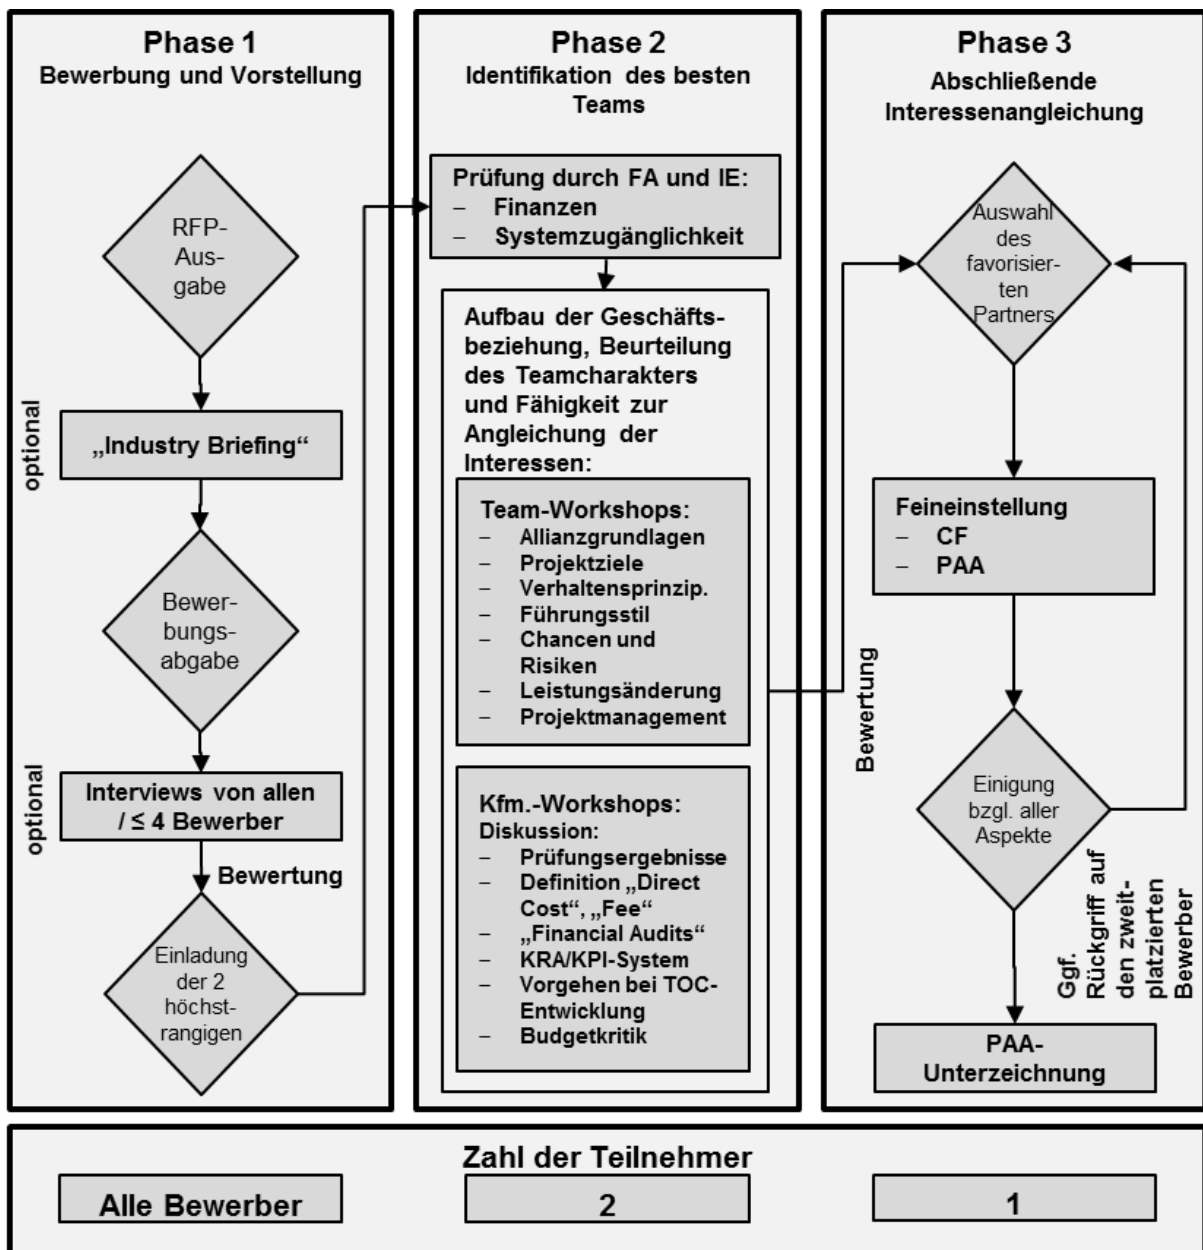 Phase 1
Bewerbung und Vorstellung
RFP-
Aus-
gabe
optional
„Industry Briefing“
Bewer-
bungs-
abgabe
optional
Interviews von allen
/ ≤ 4 Bewerber
Bewertung
Einladung
der 2
höchst-
rangigen
Phase 2
Identifikation des besten
Teams
Prüfung durch FA und IE:
– Finanzen
– Systemzugänglichkeit
Aufbau der Geschäfts-
beziehung, Beurteilung
des Teamcharakters
und Fähigkeit zur
Angleichung der
Interessen:
Team-Workshops:
– Allianzgrundlagen
– Projektziele
– Verhaltensprinzip.
– Führungsstil
– Chancen und
Risiken
– Leistungsänderung
– Projektmanagement
Kfm.-Workshops:
Diskussion:
– Prüfungsergebnisse
– Definition „Direct
Cost“, „Fee“
– „Financial Audits“
– KRA/KPI-System
– Vorgehen bei TOC-
Entwicklung
– Budgetkritik
Phase 3
Abschließende
Interessenangleichung
Auswahl
des
favorisier-
ten
Partners
Bewertung
Feineinstellung
– CF
– PAA
Einigung
bzgl. aller
Aspekte
Ggf.
Rückgriff auf
den zweit-
platzierten
Bewerber
PAA-
Unterzeichnung
Zahl der Teilnehmer
Alle Bewerber
2
1